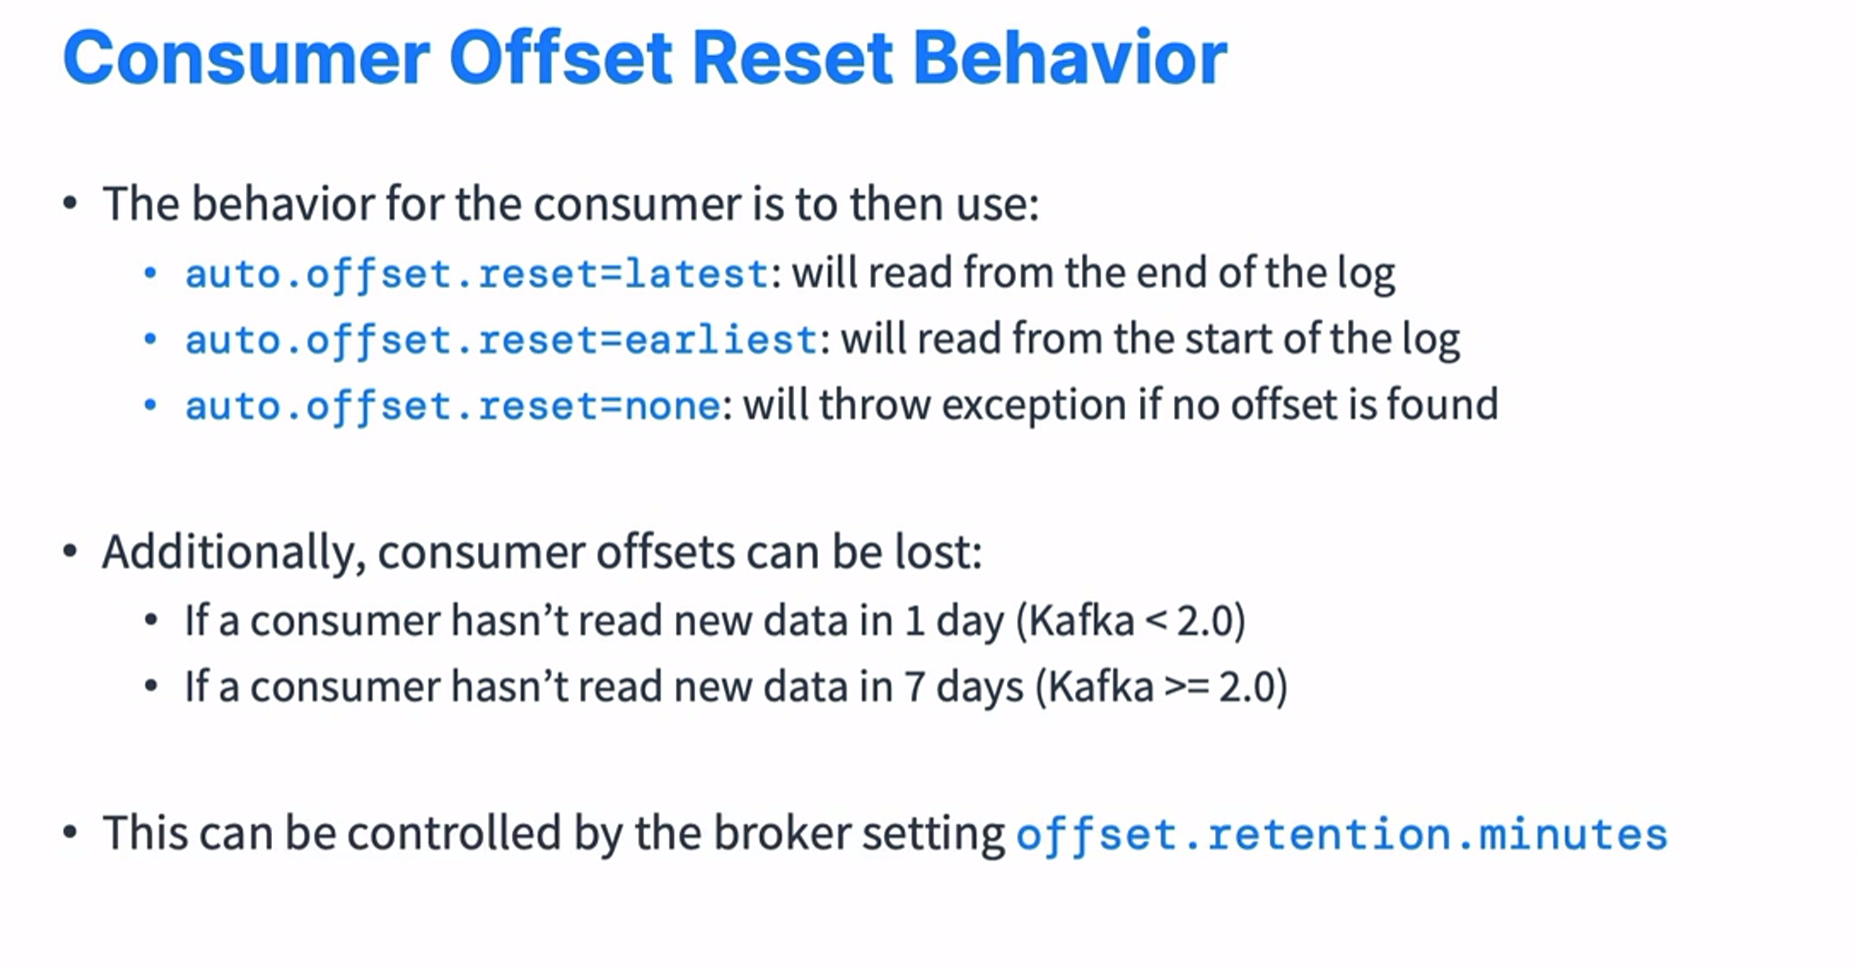 Consumer Offset Reset Behavior
• The behavior for the consumer is to then use:
• auto.offset.reset=latest: will read from the end of the log
• auto.offset.reset=earliest: will read from the start of the log
• auto.offset.reset=none: will throw exception if no offset is found
• Additionally, consumer offsets can be lost:
• If a consumer hasn’t read new data in 1 day (Kafka < 2.0)
• If a consumer hasn’t read new data in 7 days (Kafka >= 2.0)
• This can be controlled by the broker setting offset.retention.minutes